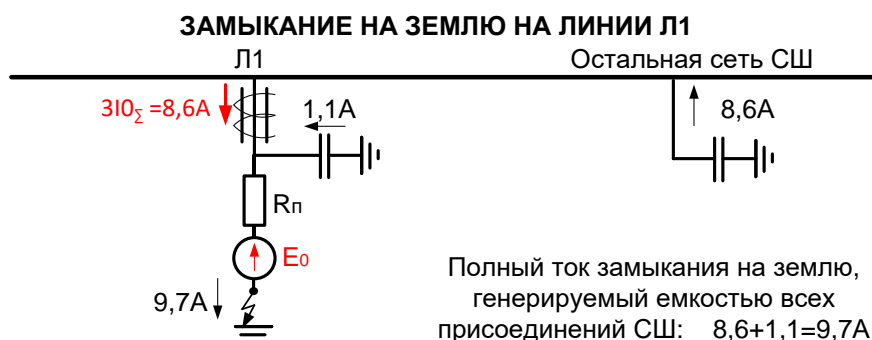 ЗАМЫКАНИЕ НА ЗЕМЛЮ НА ЛИНИИ Л1
Л1
Остальная сеть СШ
3I0∑ =8,6А
1,1А
8,6А
Rп
E0
9,7А
Полный ток замыкания на землю,
генерируемый емкостью всех
присоединений СШ: 8,6+1,1=9,7А